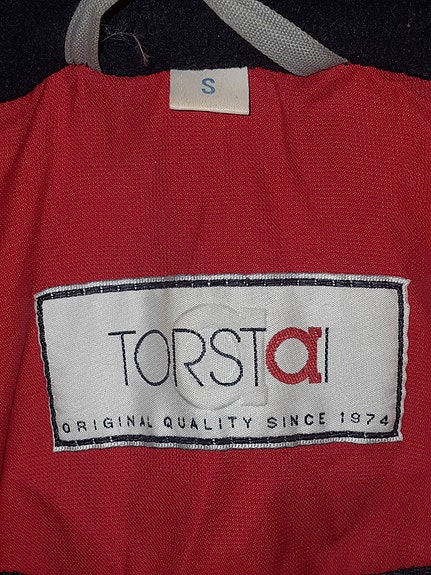 S
TORSTaI
ORIGINAL QUALITY SINCE 1974